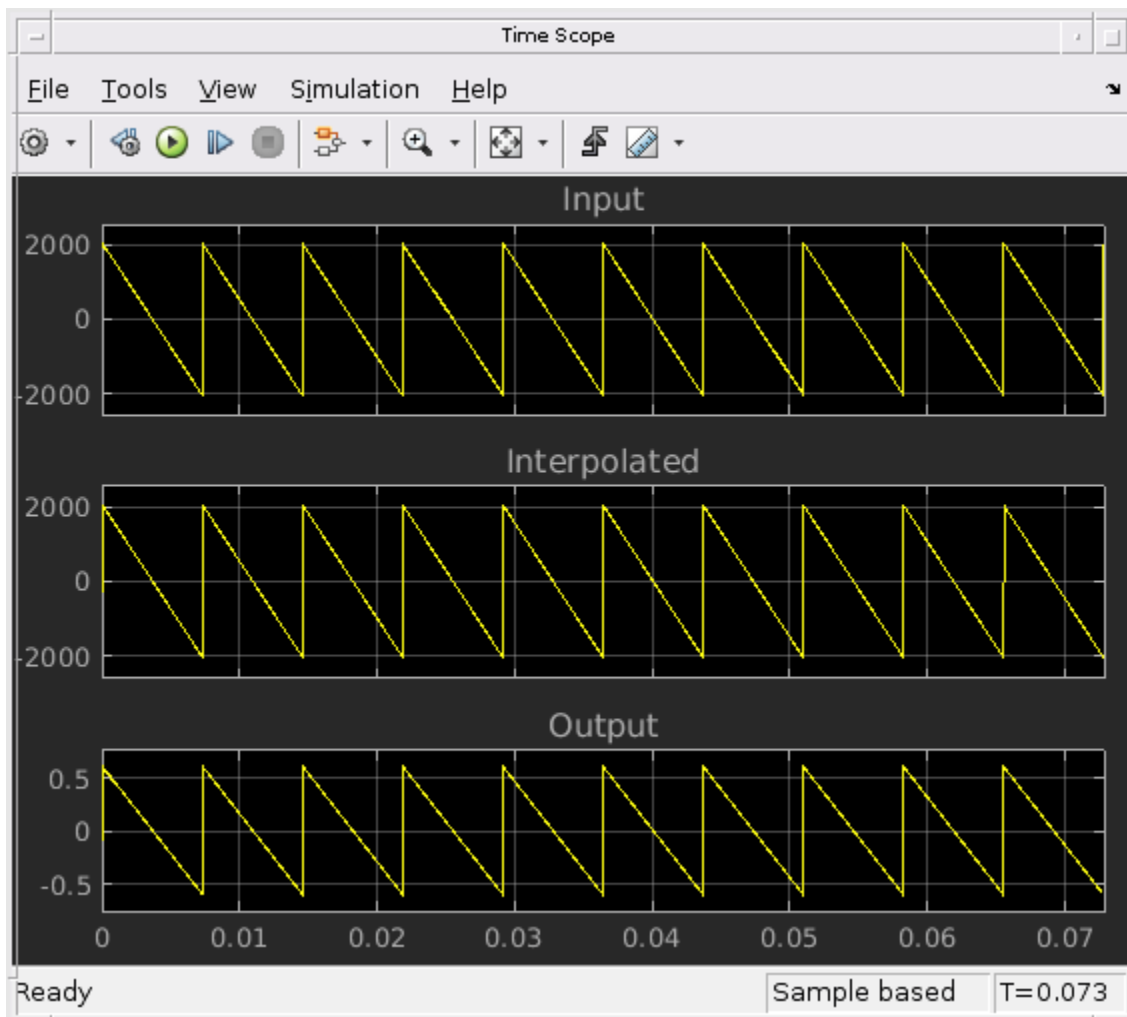 Time Scope
File Tools View Simulation Help
Input
2000
0
-2000
Interpolated
2000
0
-2000
Output
0.5
0
-0.5
0 0.01 0.02 0.03 0.04 0.05 0.06 0.07
Ready Sample based T=0.073